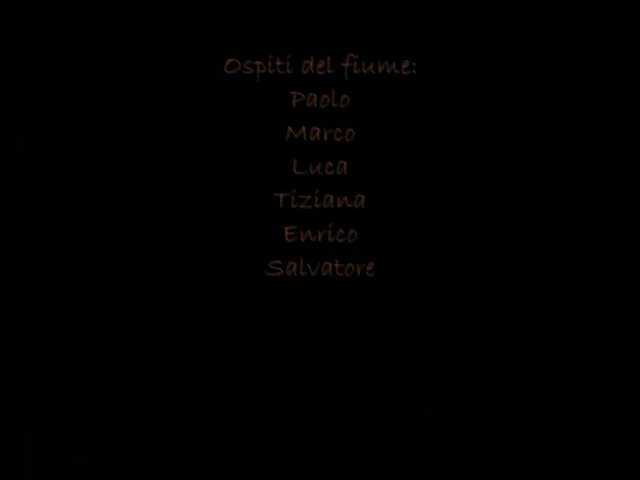 Ospiti del fiume:
Paolo
Marco
Luca
Tiziana
Enrico
Salvatore